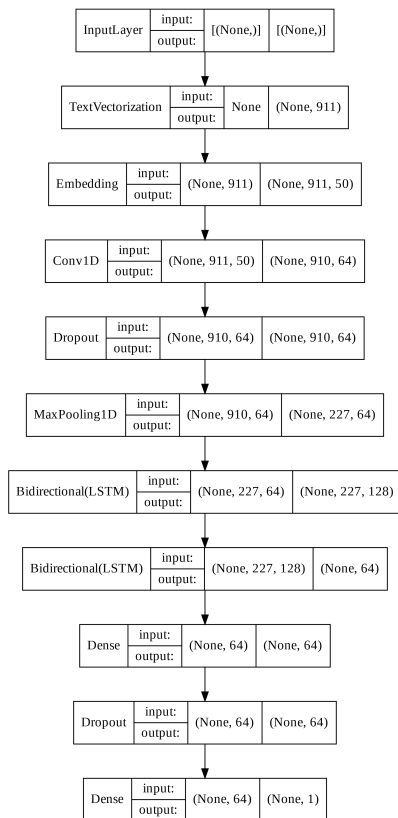 InputLayer input: output: [(None,)] [(None,)]
TextVectorization input: output: None (None, 911)
Embedding input: output: (None, 911) (None, 911, 50)
Conv1D input: output: (None, 911, 50) (None, 910, 64)
Dropout input: output: (None, 910, 64) (None, 910, 64)
MaxPooling1D input: output: (None, 910, 64) (None, 227, 64)
Bidirectional(LSTM) input: output: (None, 227, 64) (None, 227, 128)
Bidirectional(LSTM) input: output: (None, 227, 128) (None, 64)
Dense input: output: (None, 64) (None, 64)
Dropout input: output: (None, 64) (None, 64)
Dense input: output: (None, 64) (None, 1)